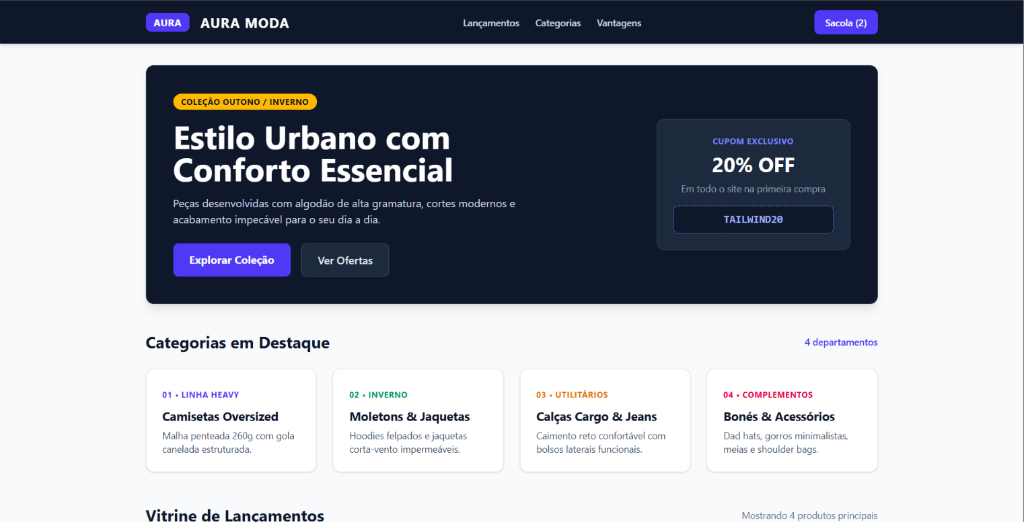 AURA
AURA MODA
Lançamentos
Categorias
Vantagens
Sacola (2)
COLEÇÃO OUTONO / INVERNO
Estilo Urbano com
Conforto Essencial
Peças desenvolvidas com algodão de alta gramatura, cortes modernos e
acabamento impecável para o seu dia a dia.
Explorar Coleção
Ver Ofertas
CUPOM EXCLUSIVO
20% OFF
Em todo o site na primeira compra
TAILWIND20
Categorias em Destaque
4 departamentos
01 • LINHA HEAVY
Camisetas Oversized
Malha penteada 260g com gola
canelada estruturada.
02 • INVERNO
Moletons & Jaquetas
Hoodies felpados e jaquetas
corta-vento impermeáveis.
03 • UTILITÁRIOS
Calças Cargo & Jeans
Caimento reto confortável com
bolsos laterais funcionais.
04 • COMPLEMENTOS
Bonés & Acessórios
Dad hats, gorros minimalistas,
meias e shoulder bags.
Vitrine de Lançamentos
Mostrando 4 produtos principais